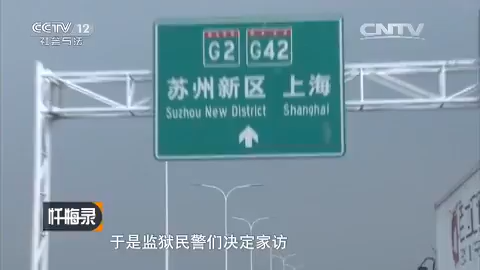 CCTV 12
社会与法
CNTV
G2 G42
苏州新区 上海
Suzhou New District Shanghai
忏悔录
于是监狱民警们决定家访